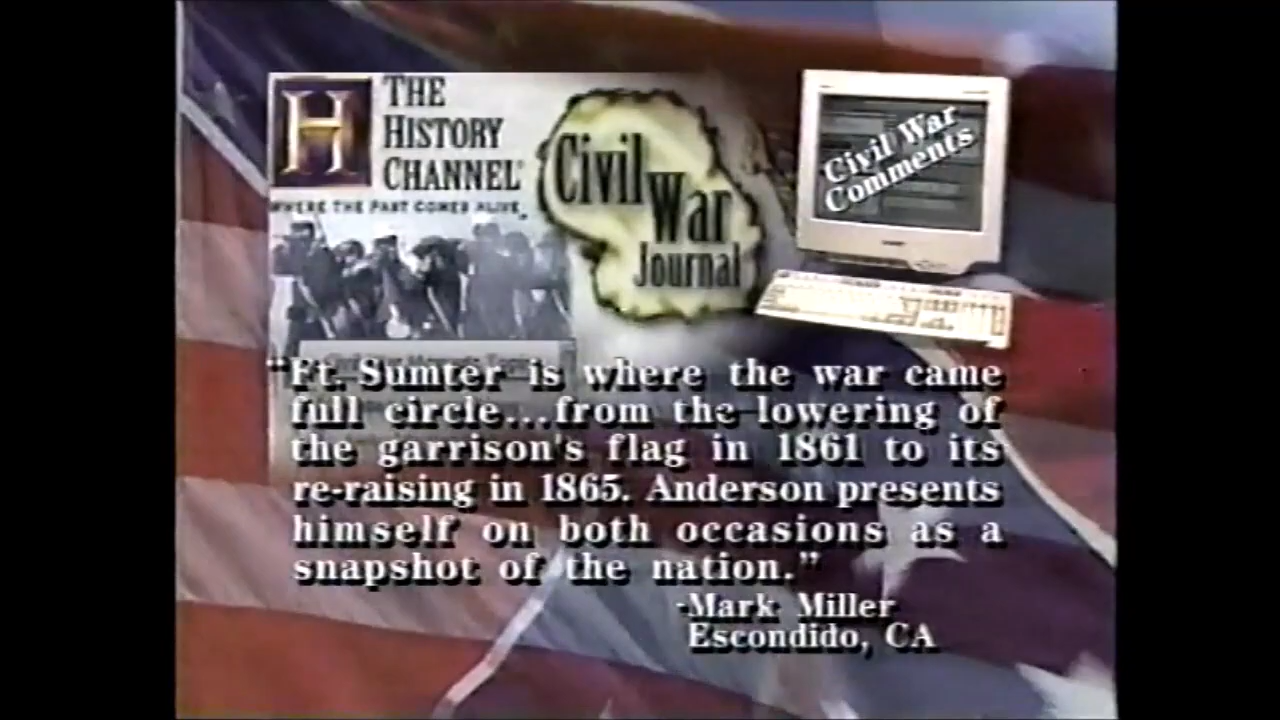 H
THE
HISTORY
CHANNEL
WHERE THE PAST COMES ALIVE
Civil
War
Journal
Civil War
Comments
"Ft. Sumter is where the war came
full circle...from the lowering of
the garrison's flag in 1861 to its
re-raising in 1865. Anderson presents
himself on both occasions as a
snapshot of the nation."
-Mark Miller
Escondido, CA